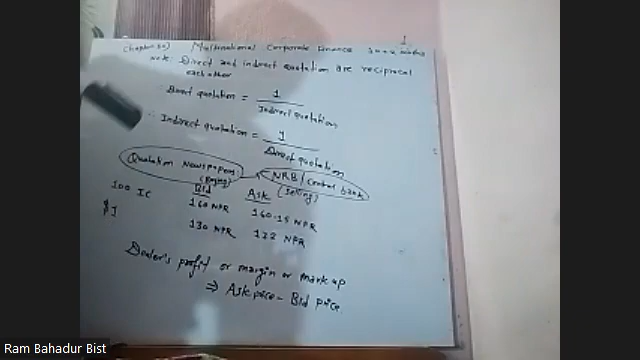 Chapter 30) Multinational Corporate Finance
1
Note: Direct and indirect quotation are reciprocal
each other
Direct quotation = 1 / Indirect quotation
∴ Indirect quotation = 1 / Direct quotation
Quotation Newspapers NRB/Central bank
(Buying) (Selling)
Bid Ask
100 IC 160 NPR 160.15 NPR
$1 130 NPR 132 NPR
Dealer's profit or margin or mark up
⇒ Ask price - Bid price
Ram Bahadur Bist